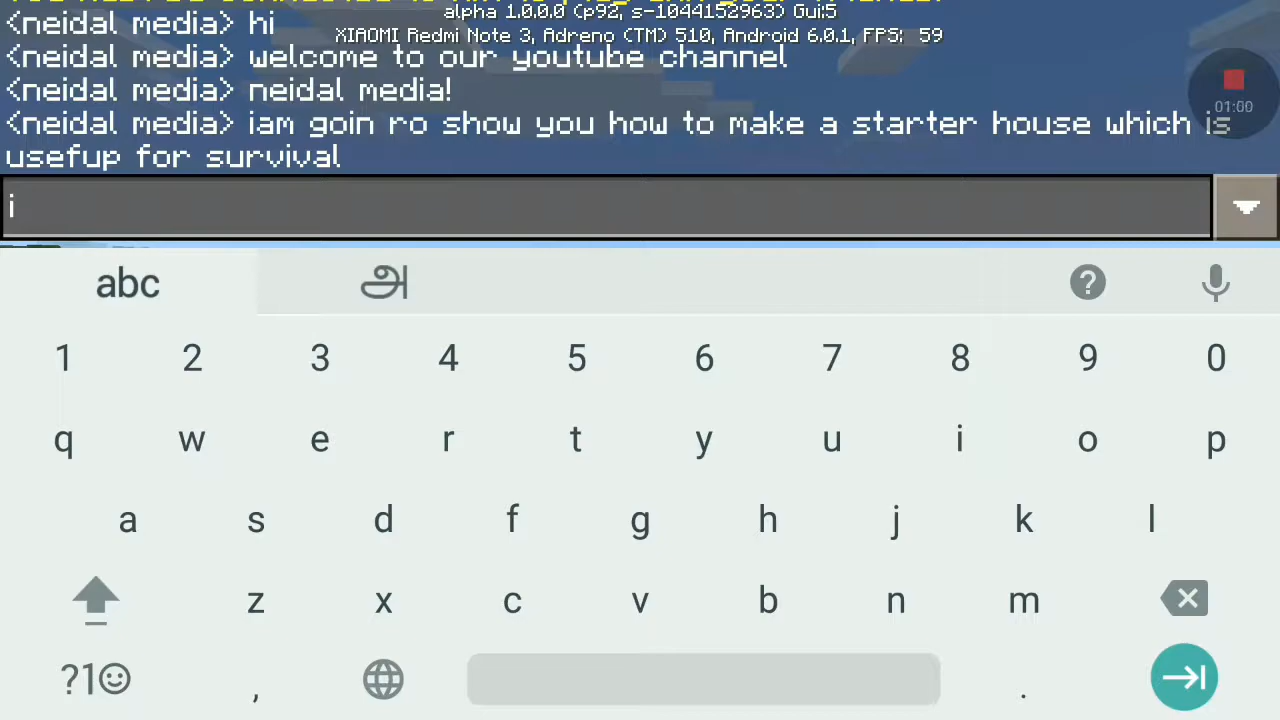 alpha 1.0.0.0 (p92, s-1044152963) Gui:5
<neidal media> hi
XIAOMI Redmi Note 3, Adreno (TM) 510, Android 6.0.1, FPS: 59
<neidal media> welcome to our youtube channel
<neidal media> neidal media!
01:00
<neidal media> iam goin ro show you how to make a starter house which is
usefup for survival
i
abc அ ?
1 2 3 4 5 6 7 8 9 0
q w e r t y u i o p
a s d f g h j k l
z x c v b n m
?1☺ , .